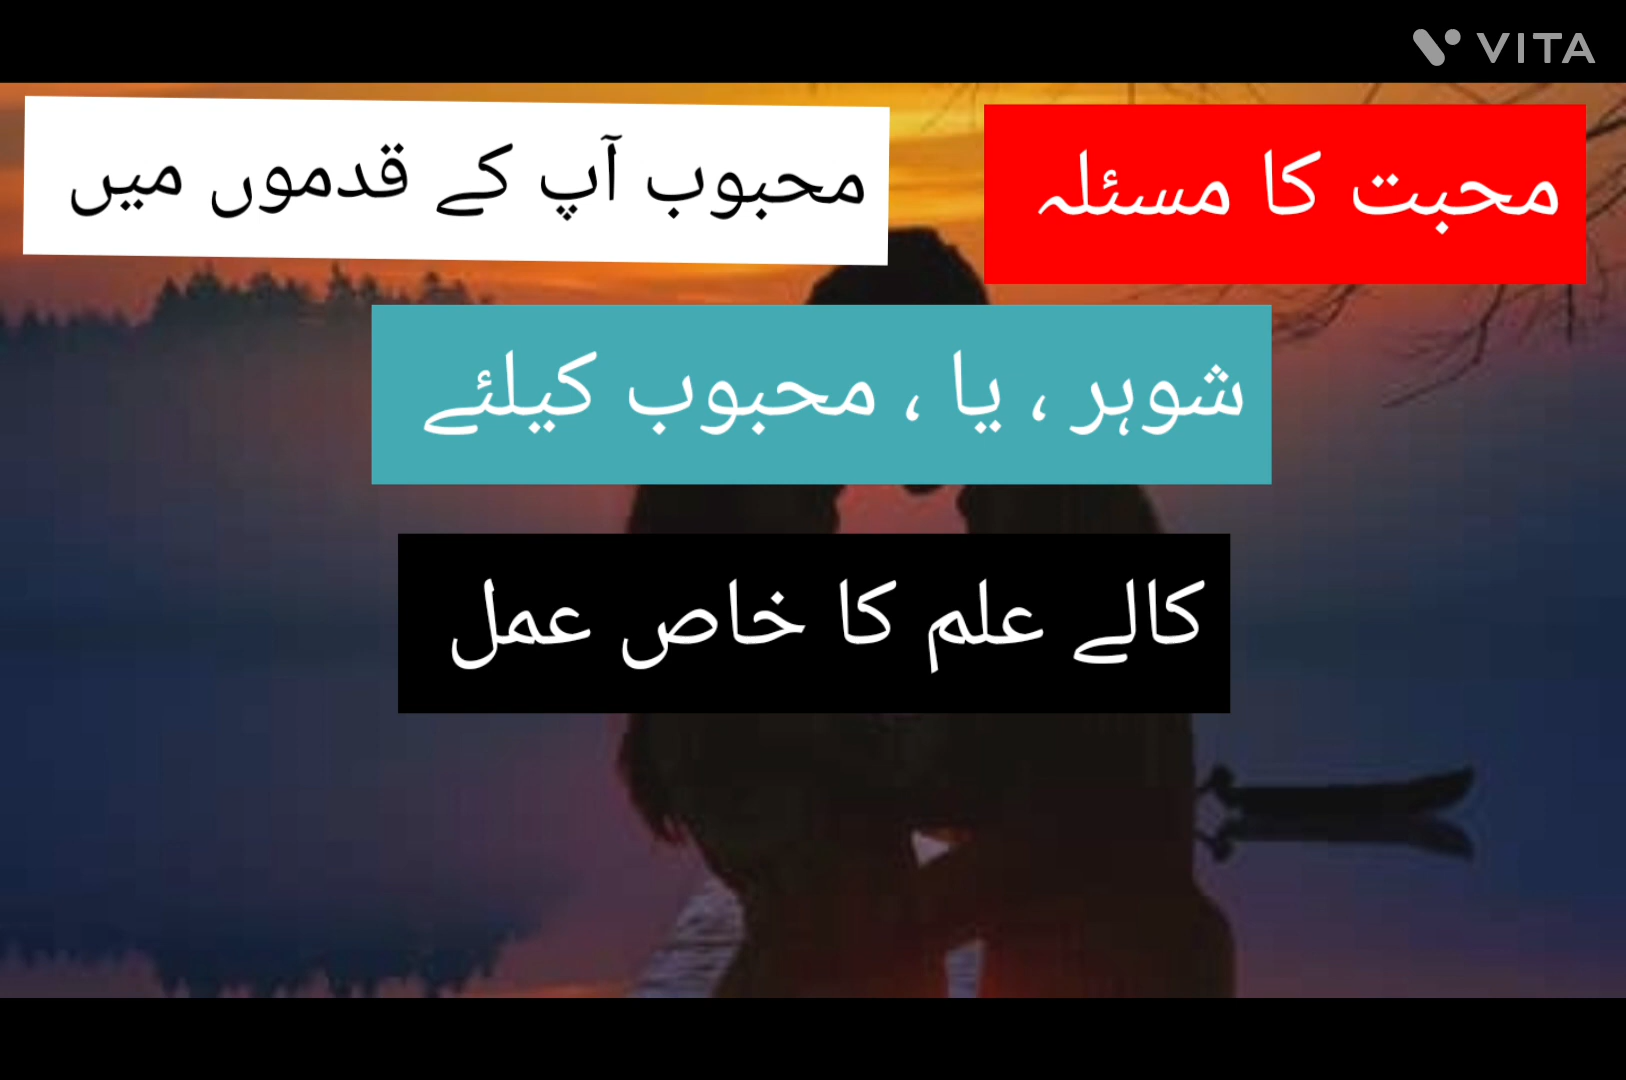 VITA
محبت کا مسئلہ
محبوب آپ کے قدموں میں
شوہر ، یا ، محبوب کیلئے
کالے علم کا خاص عمل